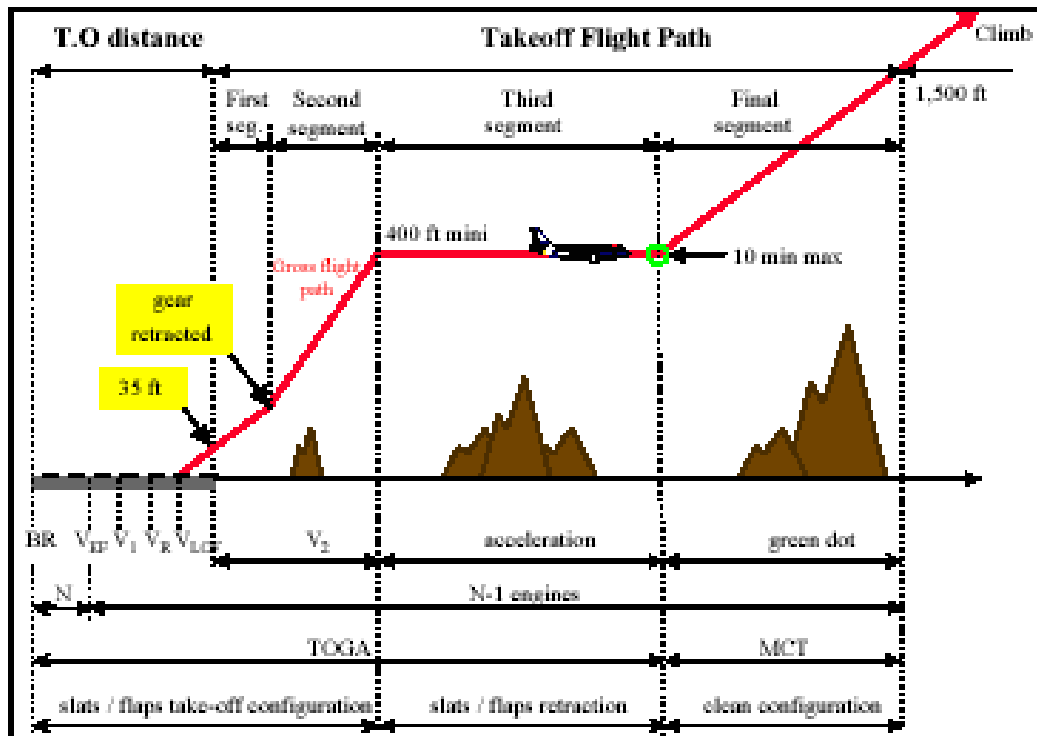 T.O distance
Takeoff Flight Path
Climb
1,500 ft
First
seg.
Second
segment
Third
segment
Final
segment
400 ft mini
10 min max
Gross flight
path
gear
retracted
35 ft
BR VEF V1 VR VLOF V2 acceleration green dot
N N-1 engines
TOGA MCT
slats / flaps take-off configuration slats / flaps retraction clean configuration